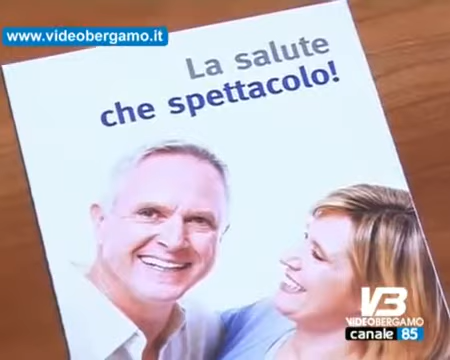 www.videobergamo.it
La salute
che spettacolo!
VB
VIDEOBERGAMO
canale 85